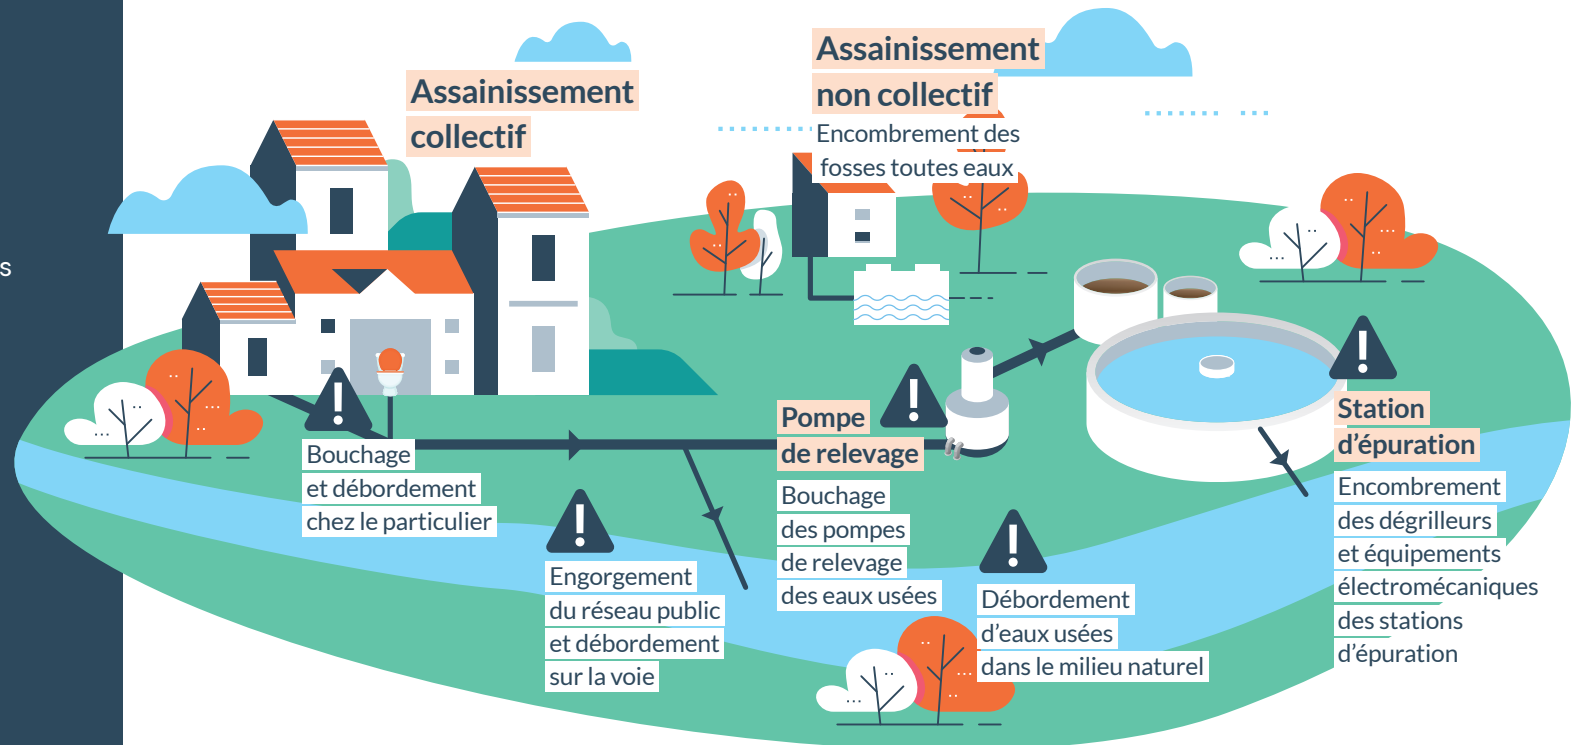 s
Assainissement
collectif
Assainissement
non collectif
Encombrement des
fosses toutes eaux
Bouchage
et débordement
chez le particulier
Engorgement
du réseau public
et débordement
sur la voie
Pompe
de relevage
Bouchage
des pompes
de relevage
des eaux usées
Débordement
d'eaux usées
dans le milieu naturel
Station
d'épuration
Encombrement
des dégrilleurs
et équipements
électromécaniques
des stations
d'épuration